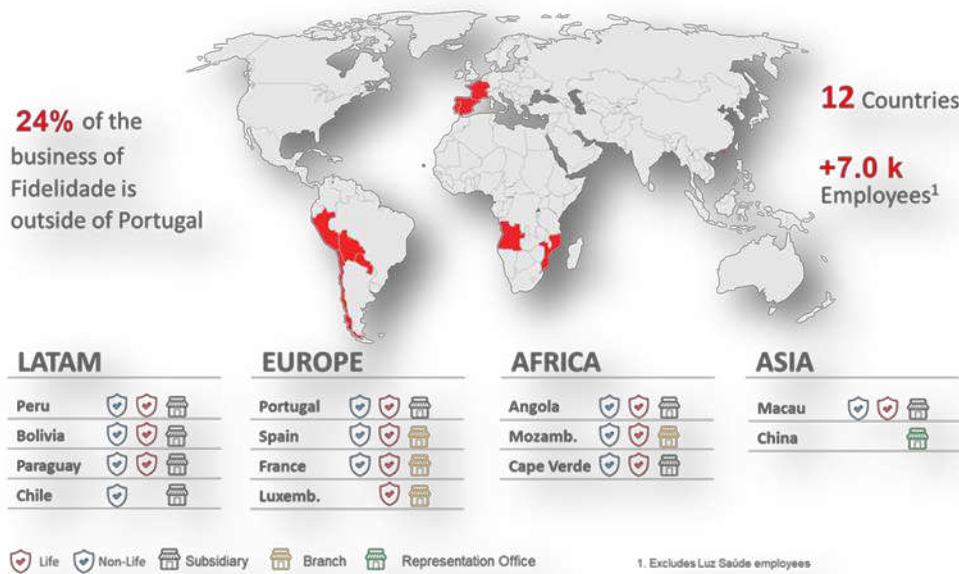 24% of the
business of
Fidelidade is
outside of Portugal
12 Countries
+7.0 k
Employees¹
LATAM
Peru
Bolivia
Paraguay
Chile
EUROPE
Portugal
Spain
France
Luxemb.
AFRICA
Angola
Mozamb.
Cape Verde
ASIA
Macau
China
Life
Non-Life
Subsidiary
Branch
Representation Office
1. Excludes Luz Saúde employees